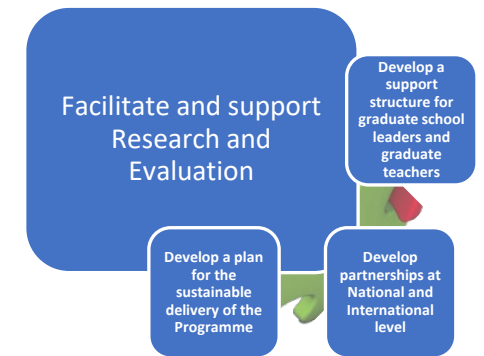 Facilitate and support
Research and
Evaluation
Develop a
support
structure for
graduate school
leaders and
graduate
teachers
Develop a plan
for the
sustainable
delivery of the
Programme
Develop
partnerships at
National and
International
level